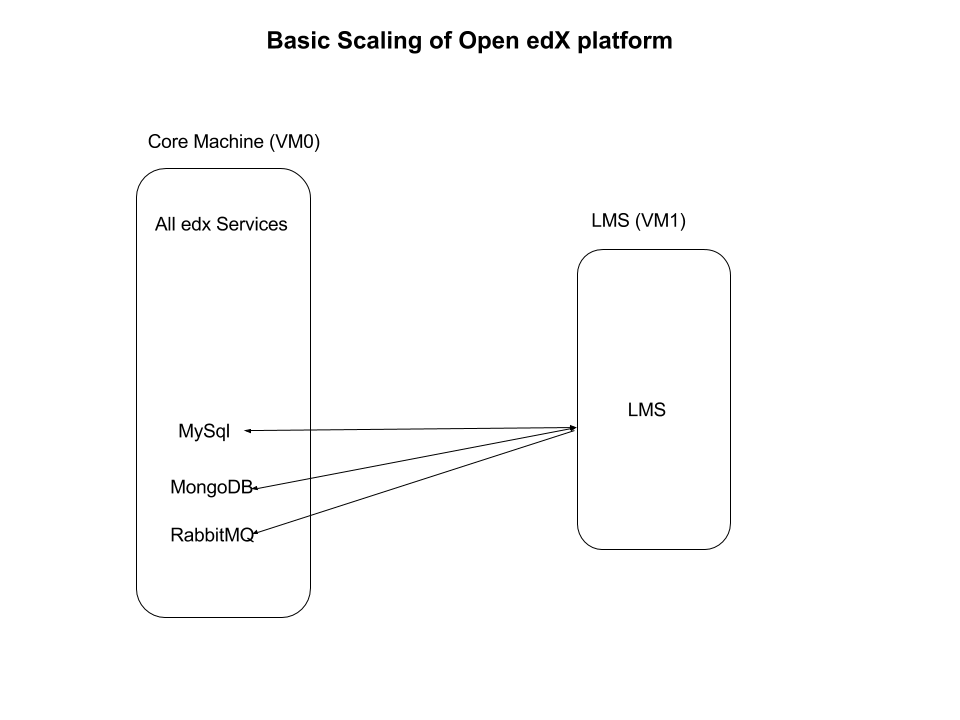 Basic Scaling of Open edX platform
Core Machine (VM0)
All edx Services
LMS (VM1)
LMS
MySql
MongoDB
RabbitMQ